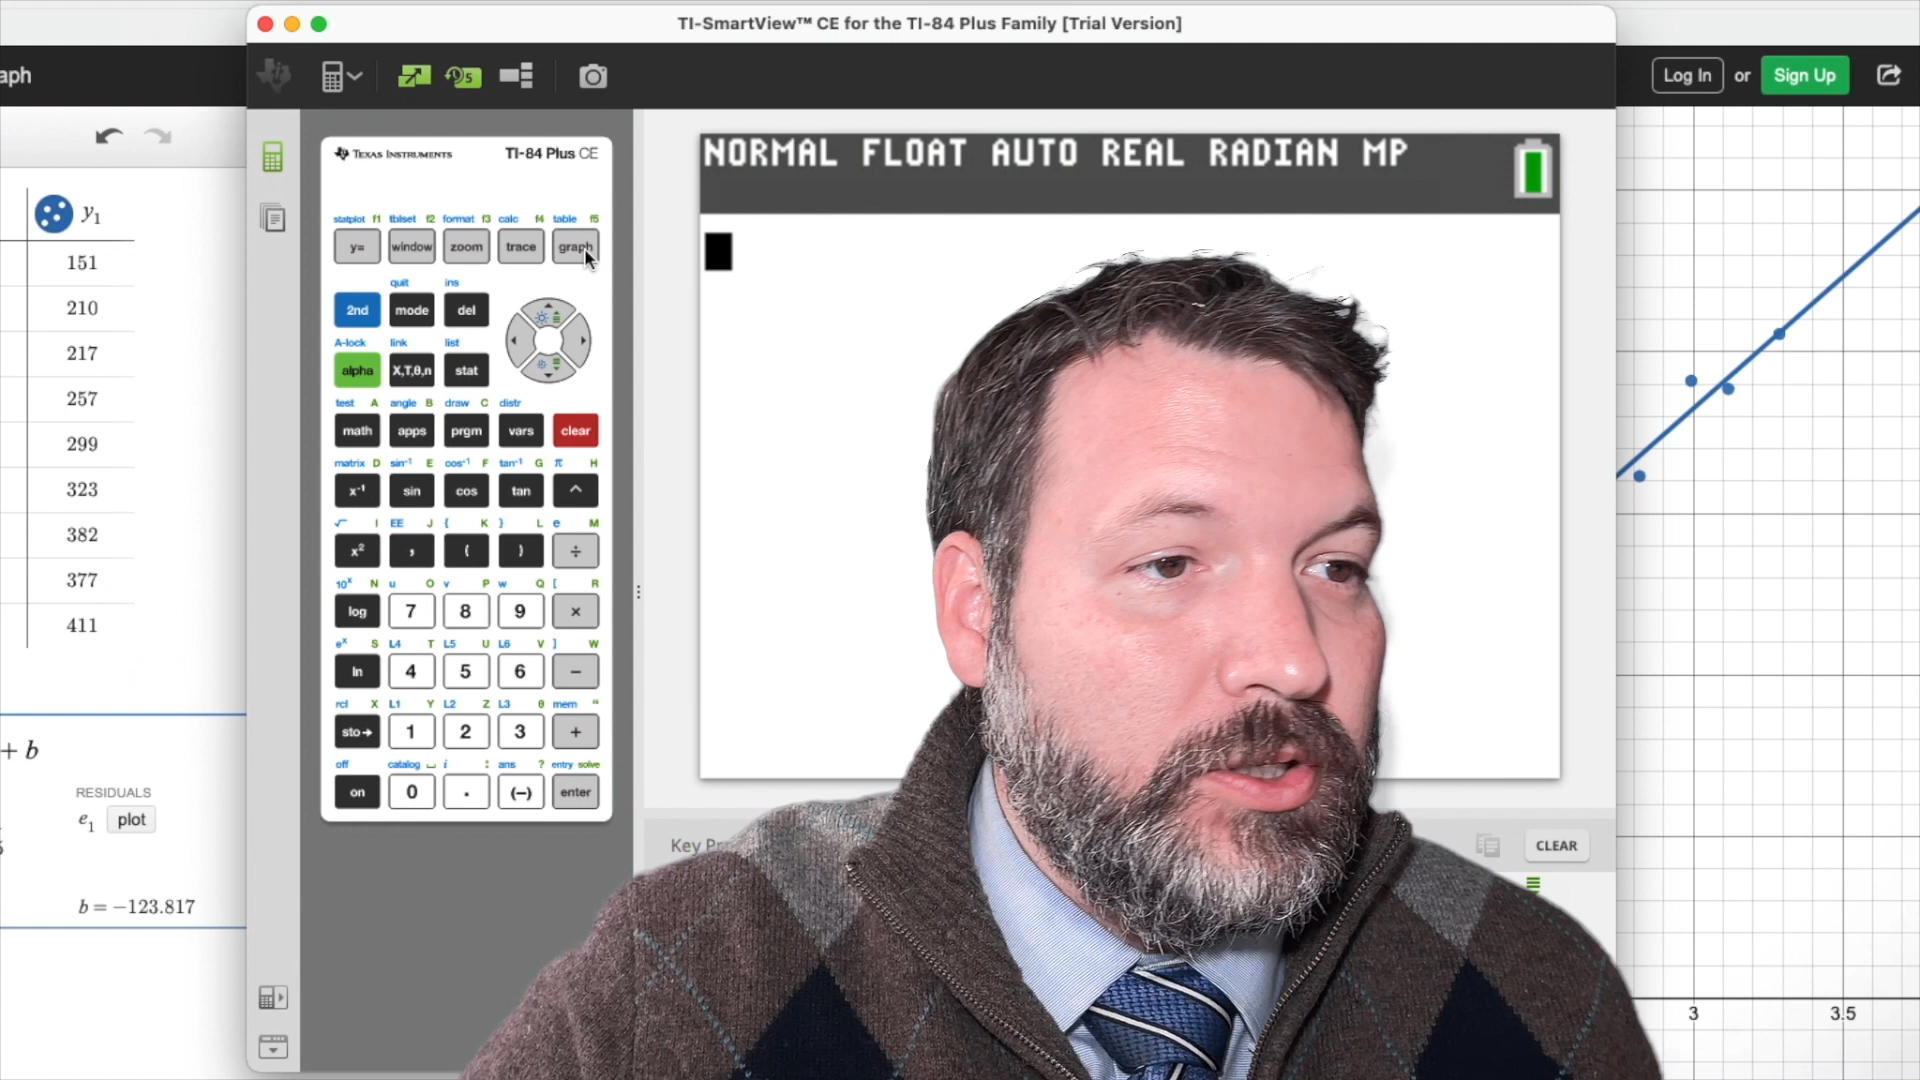 TI-SmartView™ CE for the TI-84 Plus Family [Trial Version]
aph
Log In or Sign Up
5
TEXAS INSTRUMENTS TI-84 Plus CE
NORMAL FLOAT AUTO REAL RADIAN MP
y₁
151
210
217
257
299
323
382
377
411
+ b
RESIDUALS
e₁ plot
b = −123.817
statplot f1 tblset f2 format f3 calc f4 table f5
y= window zoom trace graph
quit ins
2nd mode del
A-lock link list
alpha X,T,θ,n stat
test A angle B draw C distr
math apps prgm vars clear
matrix D sin⁻¹ E cos⁻¹ F tan⁻¹ G π H
x⁻¹ sin cos tan ^
√ I EE J { K } L e M
x² , ( ) ÷
10ˣ N u O v P w Q [ R
log 7 8 9 ×
eˣ S L4 T L5 U L6 V ] W
ln 4 5 6 −
rcl X L1 Y L2 Z L3 θ mem "
sto→ 1 2 3 +
off catalog ⎵ i : ans ? entry solve
on 0 . (−) enter
Key
CLEAR
3 3.5